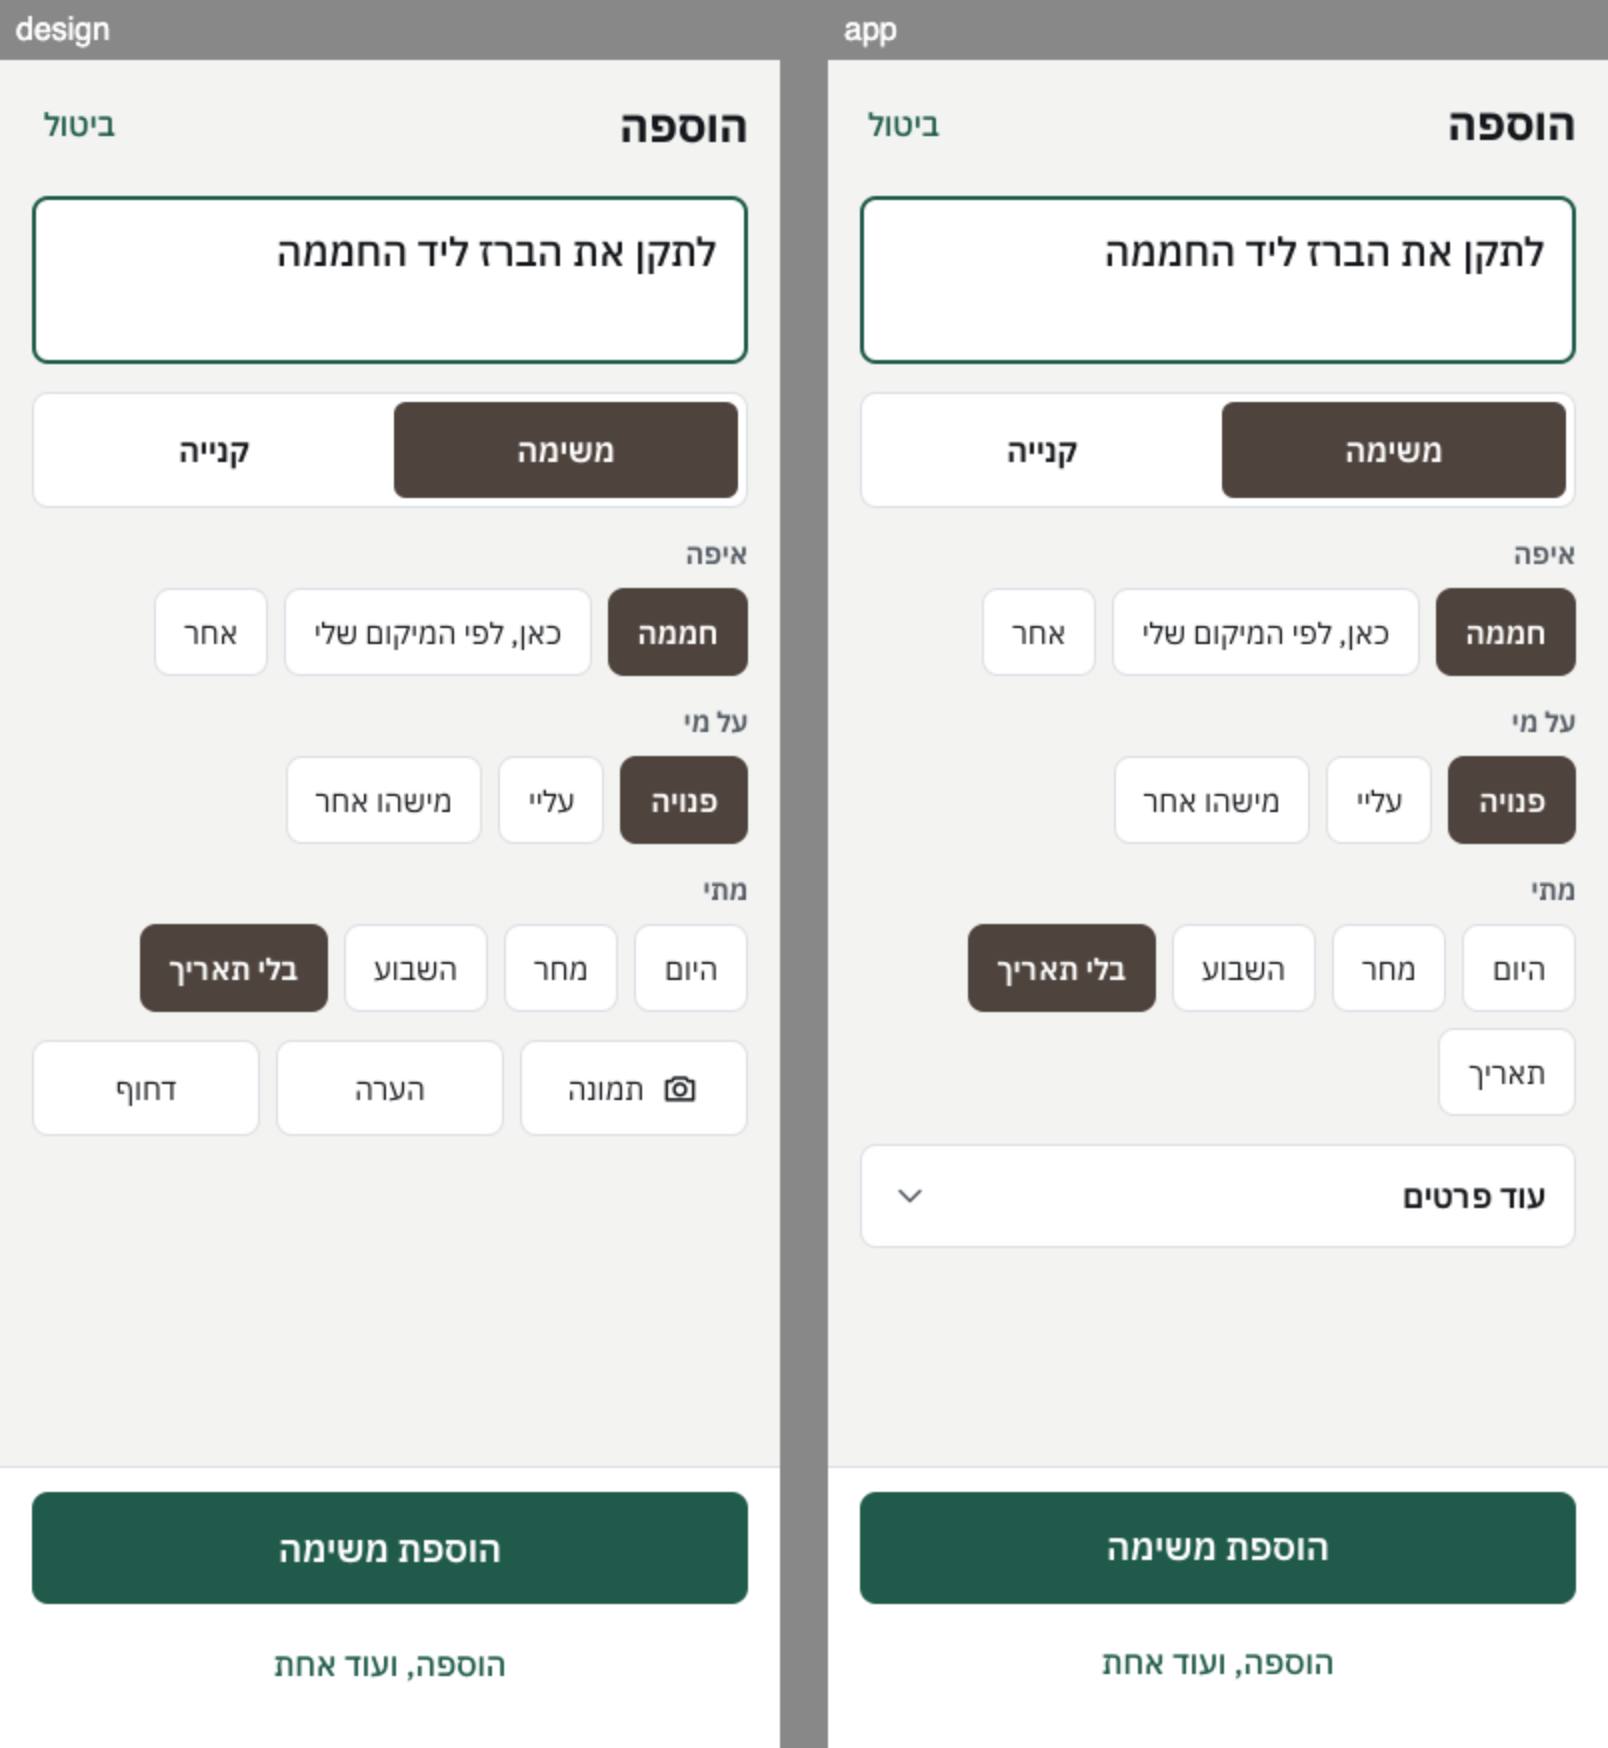 design
הוספה
ביטול
לתקן את הברז ליד החממה
משימה
קנייה
איפה
חממה
כאן, לפי המיקום שלי
אחר
על מי
פנויה
עליי
מישהו אחר
מתי
היום
מחר
השבוע
בלי תאריך
תמונה
הערה
דחוף
הוספת משימה
הוספה, ועוד אחת
app
הוספה
ביטול
לתקן את הברז ליד החממה
משימה
קנייה
איפה
חממה
כאן, לפי המיקום שלי
אחר
על מי
פנויה
עליי
מישהו אחר
מתי
היום
מחר
השבוע
בלי תאריך
תאריך
עוד פרטים
הוספת משימה
הוספה, ועוד אחת